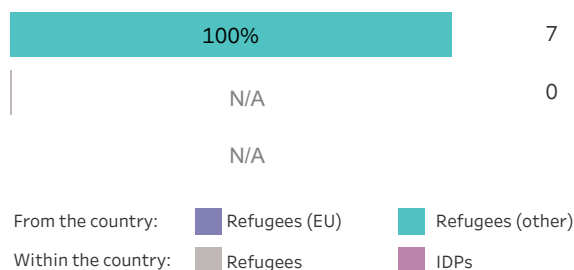 100% 7
N/A 0
N/A
From the country: Refugees (EU) Refugees (other)
Within the country: Refugees IDPs